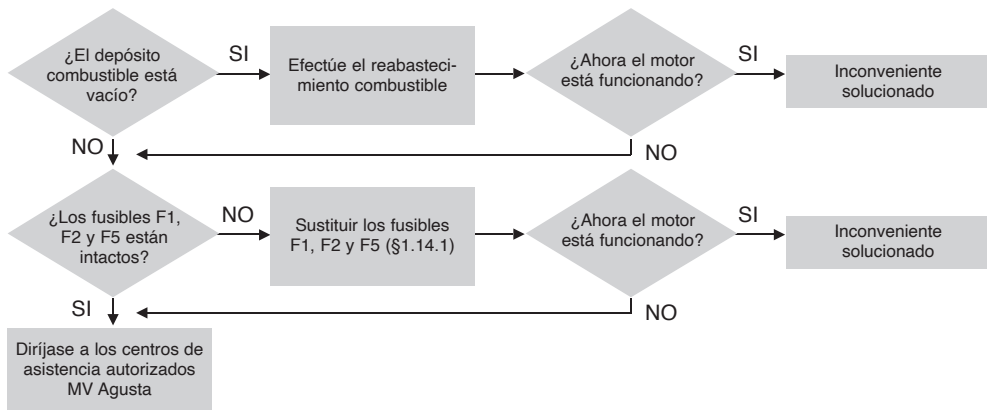 ¿El depósito
combustible está
vacío?
SI
Efectúe el reabasteci-
miento combustible
¿Ahora el motor
está funcionando?
SI
Inconveniente
solucionado
NO
NO
¿Los fusibles F1,
F2 y F5 están
intactos?
NO
Sustituir los fusibles
F1, F2 y F5 (§1.14.1)
¿Ahora el motor
está funcionando?
SI
Inconveniente
solucionado
SI
NO
Diríjase a los centros de
asistencia autorizados
MV Agusta